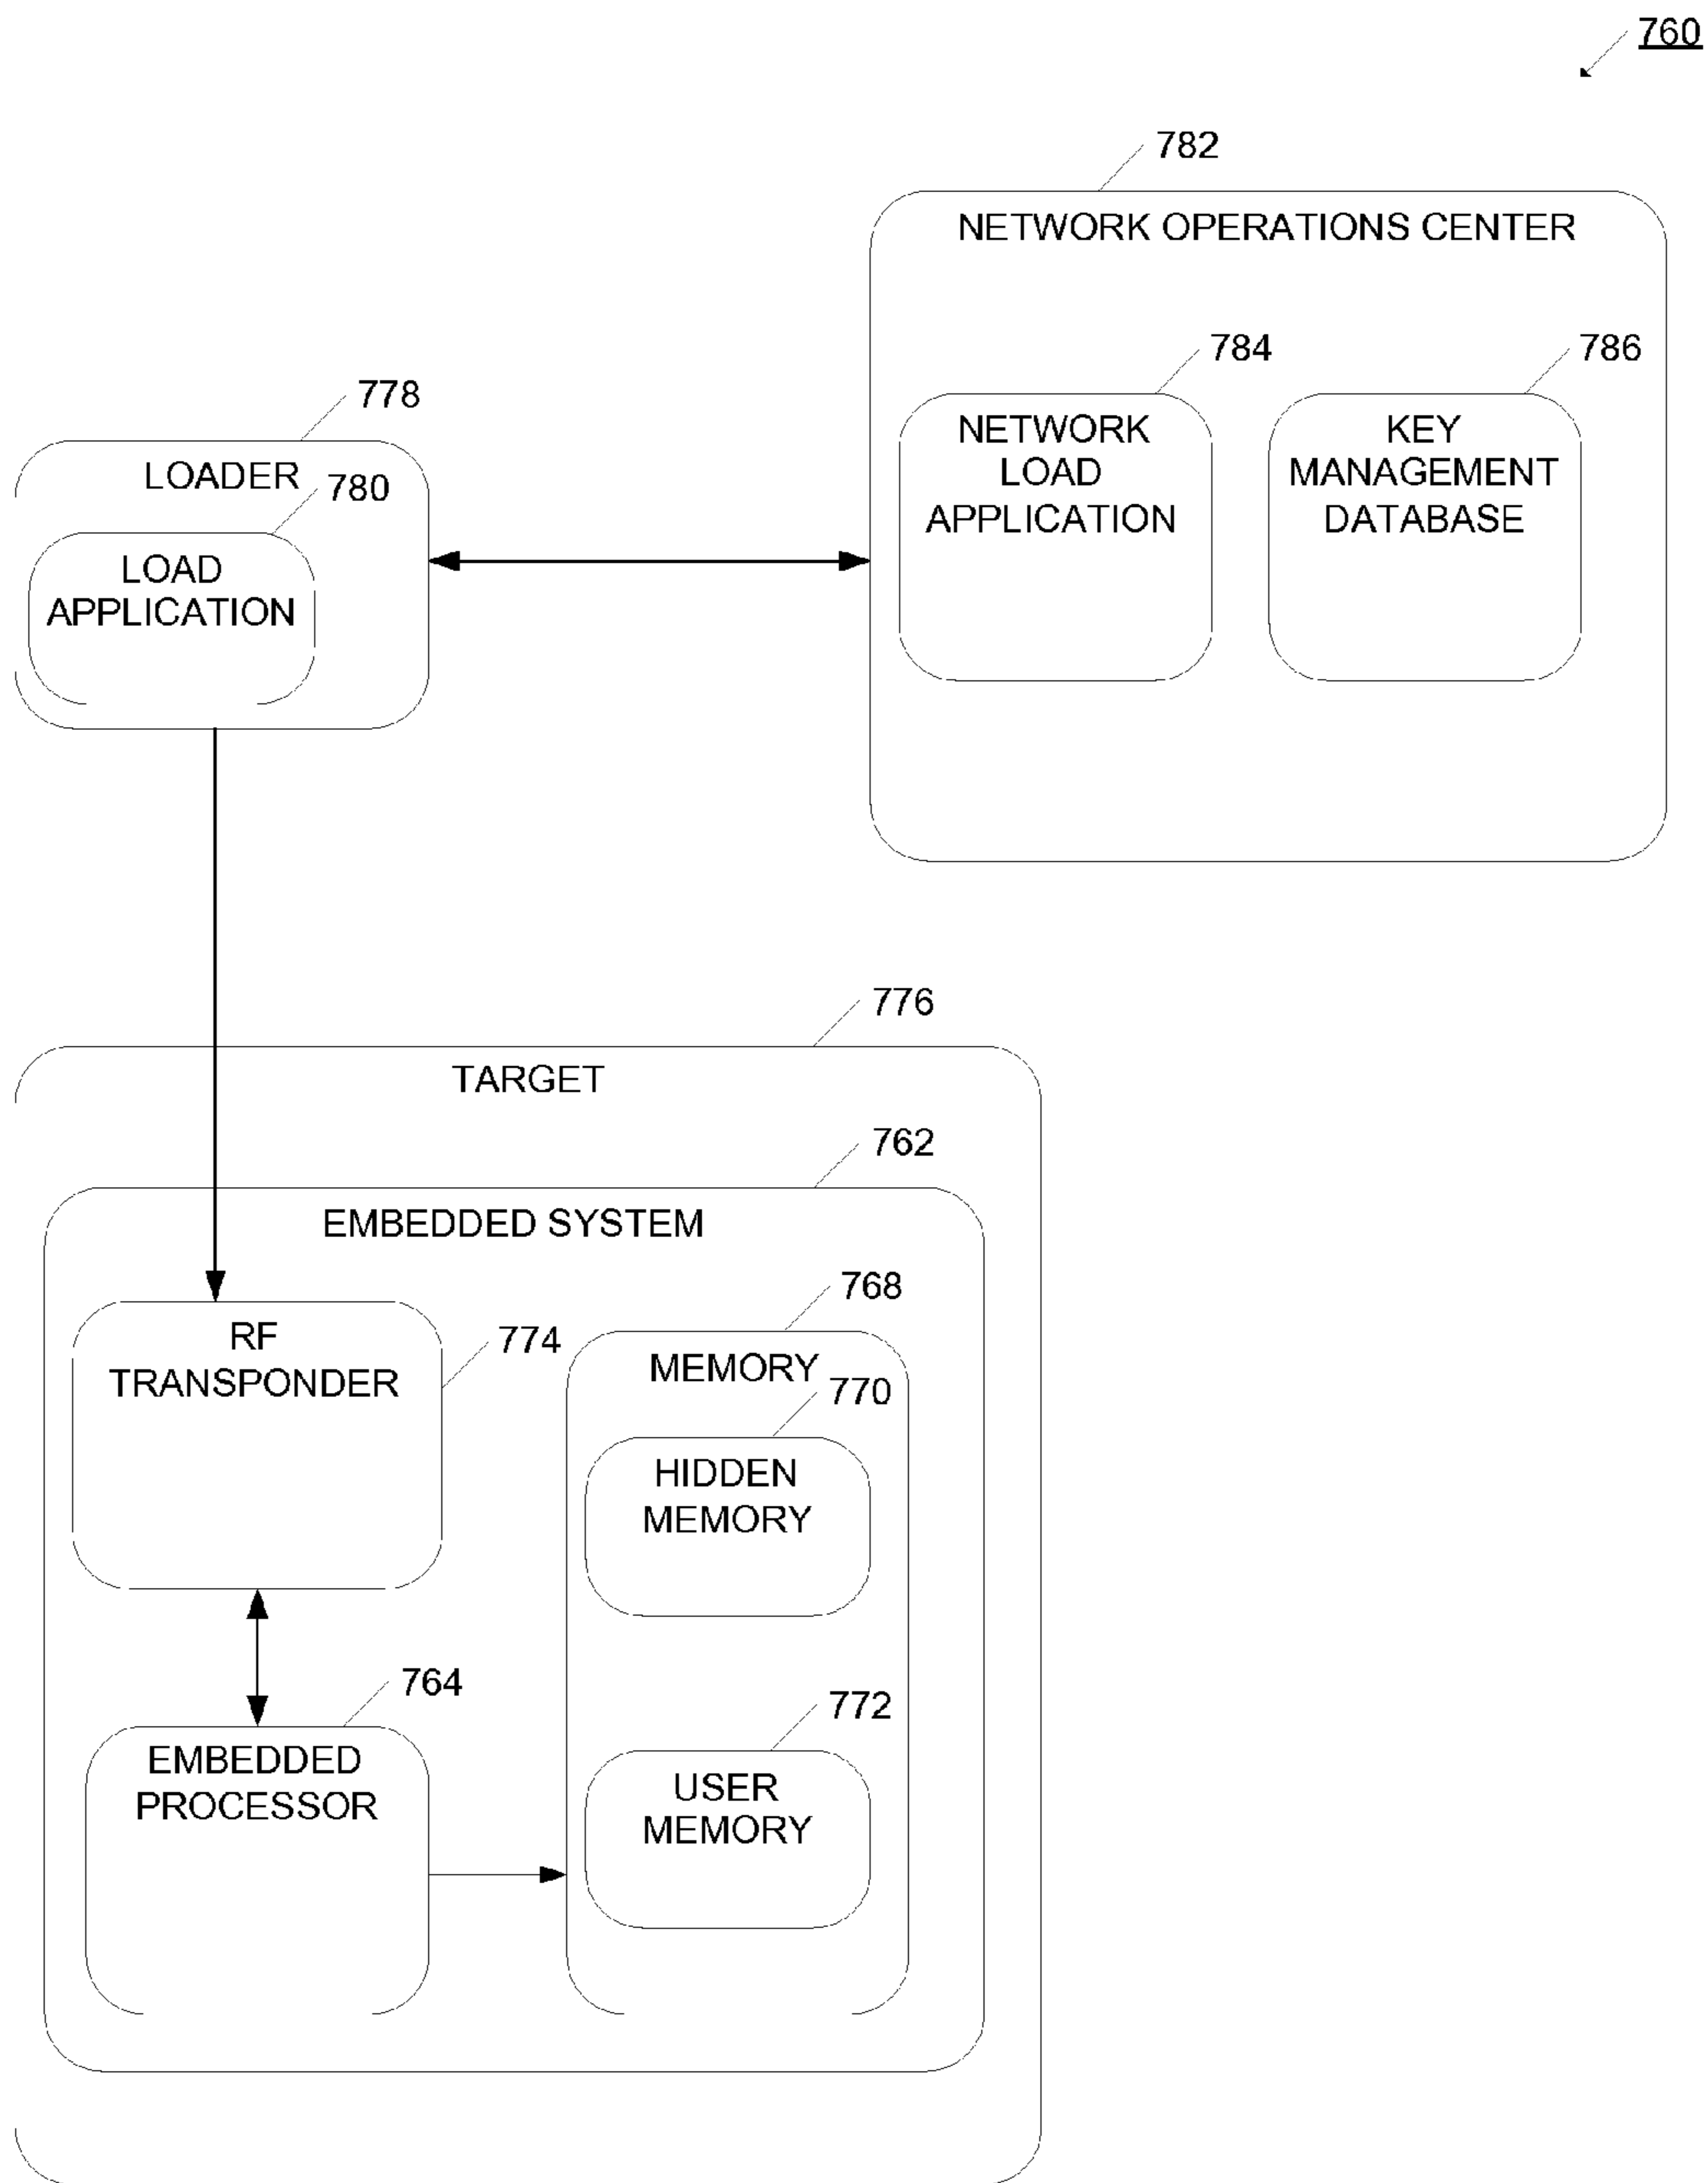 760
782
NETWORK OPERATIONS CENTER
784
786
NETWORK
LOAD
APPLICATION
KEY
MANAGEMENT
DATABASE
778
LOADER
780
LOAD
APPLICATION
776
TARGET
762
EMBEDDED SYSTEM
RF
TRANSPONDER
774
768
MEMORY
770
HIDDEN
MEMORY
764
EMBEDDED
PROCESSOR
772
USER
MEMORY